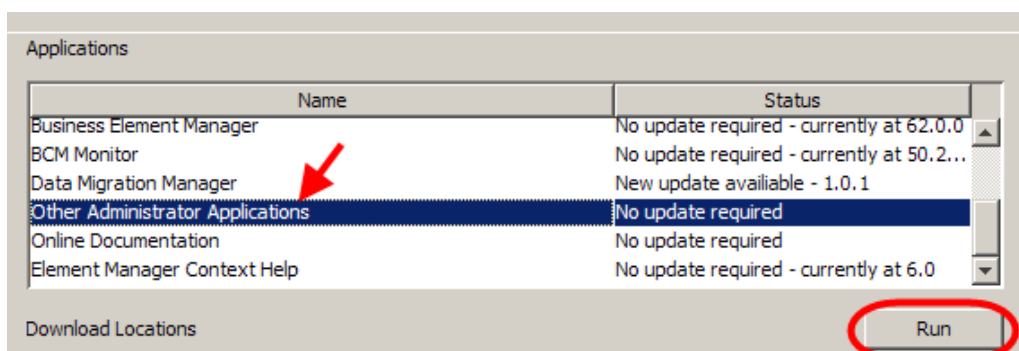 Applications
Name Status
Business Element Manager No update required - currently at 62.0.0
BCM Monitor No update required - currently at 50.2...
Data Migration Manager New update availiable - 1.0.1
Other Administrator Applications No update required
Online Documentation No update required
Element Manager Context Help No update required - currently at 6.0
Download Locations Run